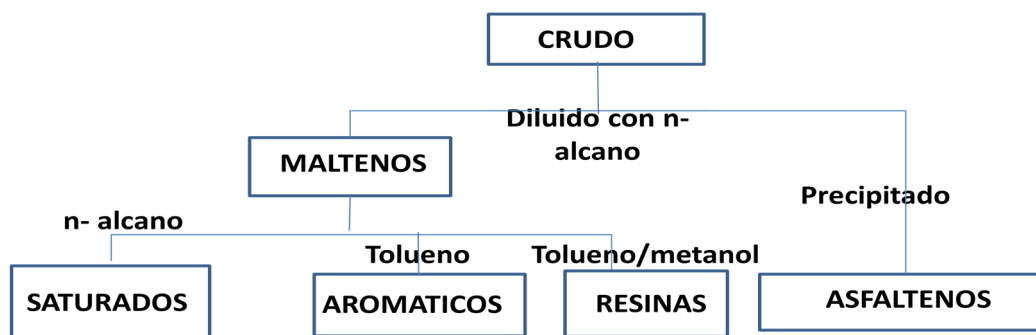 CRUDO
Diluido con n-
alcano
MALTENOS
Precipitado
n- alcano
Tolueno
Tolueno/metanol
SATURADOS
AROMATICOS
RESINAS
ASFALTENOS